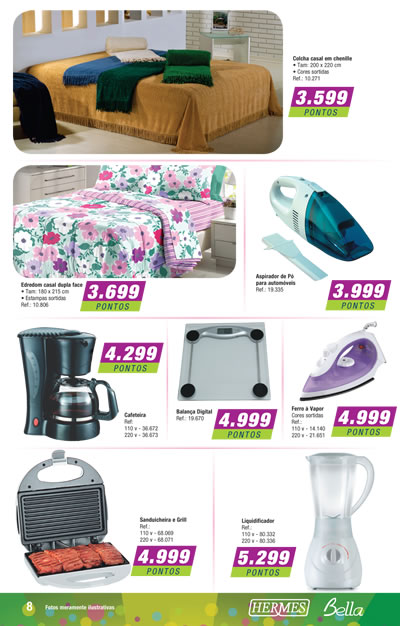 Colcha casal em chenille
• Tam: 200 x 220 cm
• Cores sortidas
Ref.: 10.271
3.599
PONTOS
Edredom casal dupla face
• Tam: 180 x 215 cm
• Estampas sortidas
Ref.: 10.806
3.699
PONTOS
Aspirador de Pó
para automóveis
Ref.: 19.335
3.999
PONTOS
4.299
PONTOS
Cafeteira
Ref:
110 v - 36.672
220 v - 36.673
Balança Digital
Ref.: 19.670
4.999
PONTOS
Ferro à Vapor
Cores sortidas
Ref.:
110 v - 14.140
220 v - 21.651
4.999
PONTOS
Sanduicheira e Grill
Ref.:
110 v - 68.069
220 v - 68.071
4.999
PONTOS
Liquidificador
Ref.:
110 v - 80.332
220 v - 80.336
5.299
PONTOS
8
Fotos meramente ilustrativas
HERMES
Bella